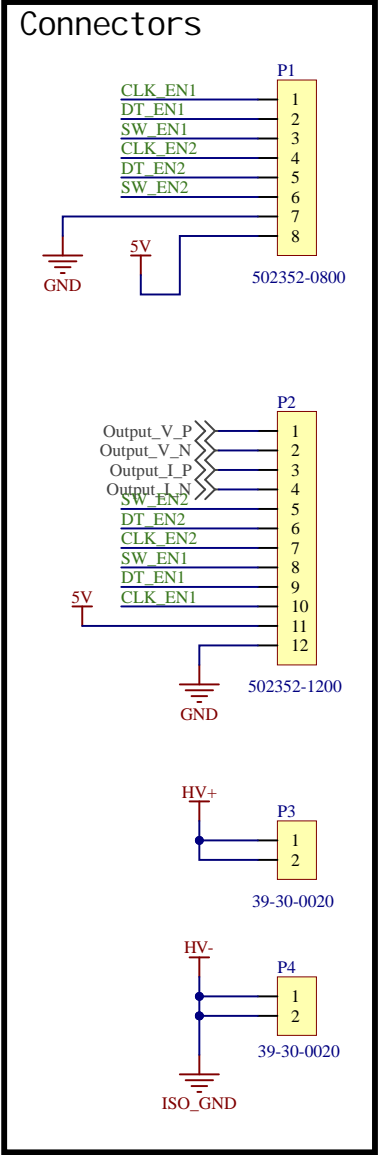 Connectors
P1
CLK_EN1 1
DT_EN1 2
SW_EN1 3
CLK_EN2 4
DT_EN2 5
SW_EN2 6
7
5V 8
GND
502352-0800
P2
Output_V_P 1
Output_V_N 2
Output_I_P 3
Output_I_N 4
SW_EN2 5
DT_EN2 6
CLK_EN2 7
SW_EN1 8
DT_EN1 9
5V CLK_EN1 10
11
12
502352-1200
GND
HV+
P3
1
2
39-30-0020
HV-
P4
1
2
39-30-0020
ISO_GND